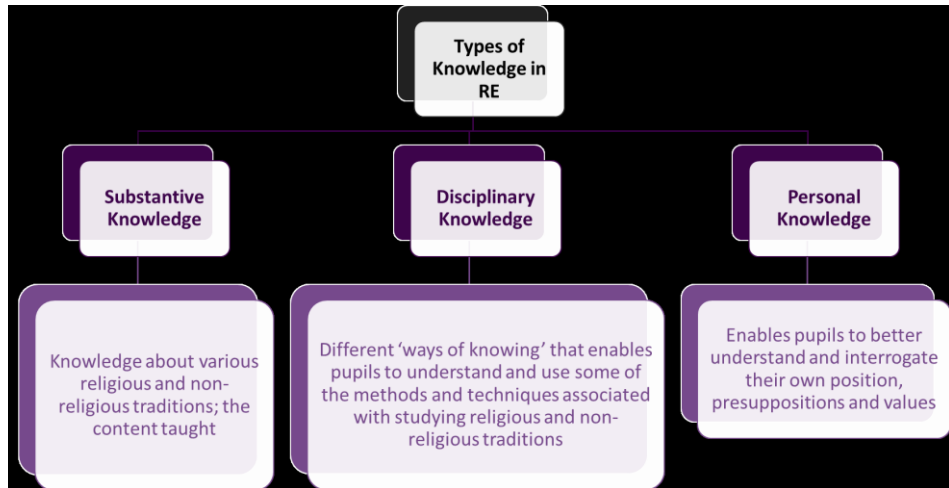 Types of
Knowledge in
RE
Substantive
Knowledge
Disciplinary
Knowledge
Personal
Knowledge
Knowledge about various
religious and non-
religious traditions; the
content taught
Different ‘ways of knowing’ that enables
pupils to understand and use some of
the methods and techniques associated
with studying religious and non-
religious traditions
Enables pupils to better
understand and interrogate
their own position,
presuppositions and values